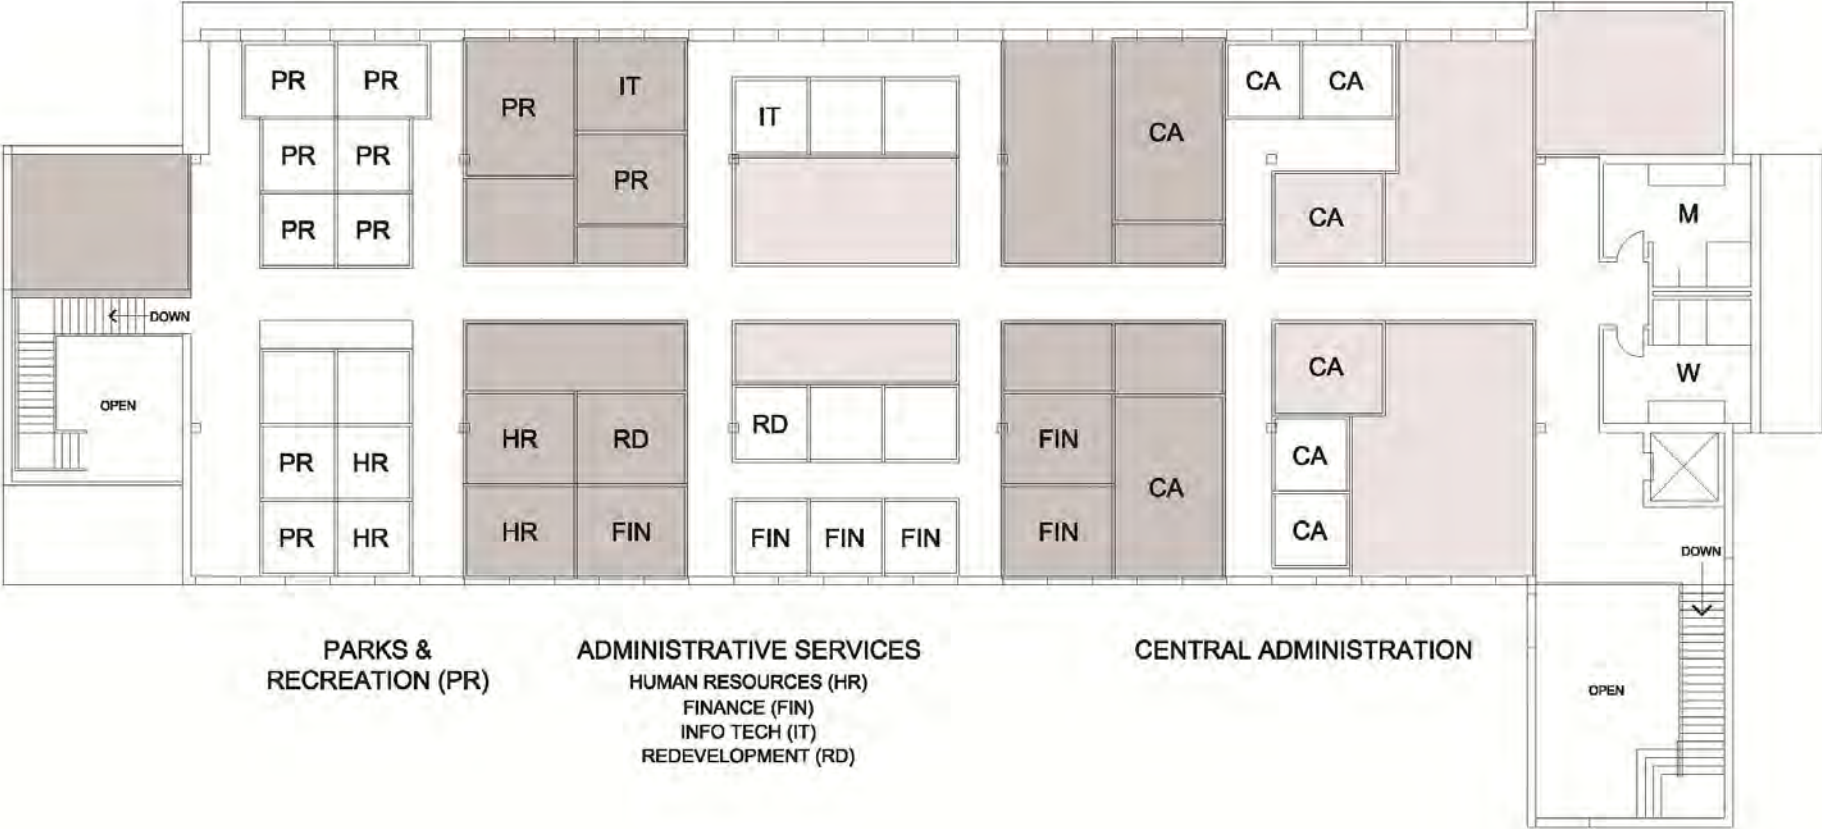 PR PR
PR
IT
IT
CA
CA CA
PR PR
PR
CA
PR PR
CA
M
DOWN
OPEN
CA
W
PR HR
HR RD
RD
FIN
CA
CA
PR HR
HR FIN
FIN FIN FIN
FIN
CA
DOWN
PARKS &
RECREATION (PR)
ADMINISTRATIVE SERVICES
HUMAN RESOURCES (HR)
FINANCE (FIN)
INFO TECH (IT)
REDEVELOPMENT (RD)
CENTRAL ADMINISTRATION
OPEN